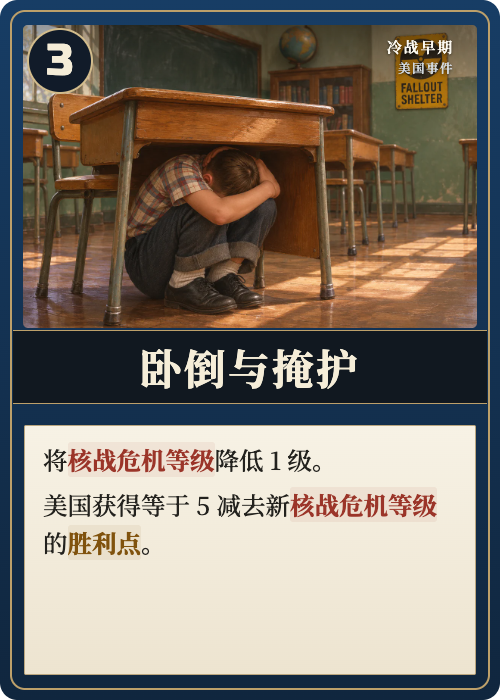 3
冷战早期
美国事件
FALLOUT
SHELTER
卧倒与掩护
将核战危机等级降低 1 级。
美国获得等于 5 减去新核战危机等级
的胜利点。